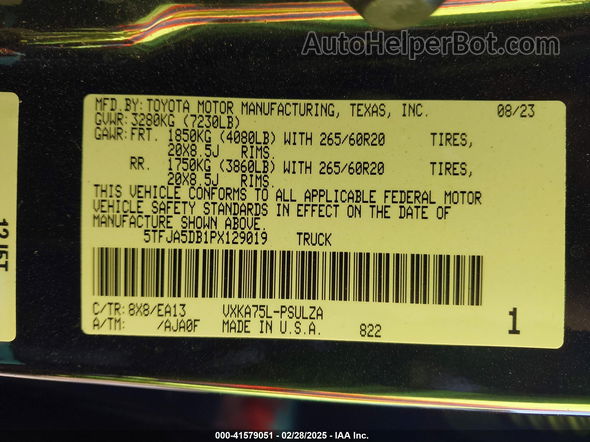 AutoHelperBot.com
MFD.BY: TOYOTA MOTOR MANUFACTURING, TEXAS, INC. 08/23
GVWR: 3280KG (7230LB)
GAWR: FRT. 1850KG (4080LB) WITH 265/60R20 TIRES,
20X8.5J RIMS.
RR. 1750KG (3860LB) WITH 265/60R20 TIRES,
20X8.5J RIMS.
THIS VEHICLE CONFORMS TO ALL APPLICABLE FEDERAL MOTOR
VEHICLE SAFETY STANDARDS IN EFFECT ON THE DATE OF
MANUFACTURE SHOWN ABOVE.
5TFJA5DB1PX129019 TRUCK
C/TR: 8X8/EA13 VXKA75L-PSULZA
A/TM: /AJA0F MADE IN U.S.A. 822 1
000-41579051 - 02/28/2025 - IAA Inc.